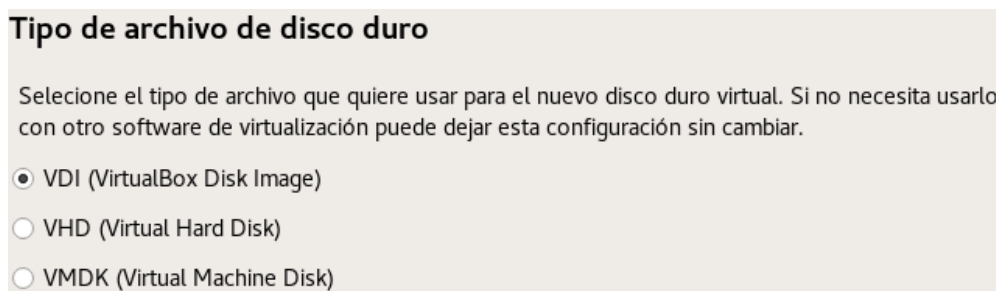 Tipo de archivo de disco duro
Selecione el tipo de archivo que quiere usar para el nuevo disco duro virtual. Si no necesita usarlo
con otro software de virtualización puede dejar esta configuración sin cambiar.
VDI (VirtualBox Disk Image)
VHD (Virtual Hard Disk)
VMDK (Virtual Machine Disk)